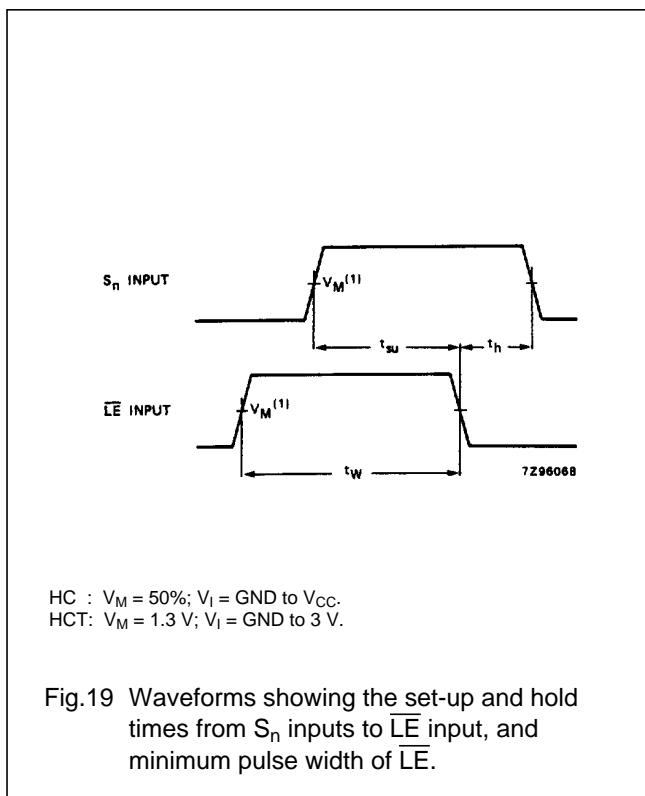 Sn INPUT
VM(1)
tsu
th
LE INPUT
VM(1)
tW
7Z96068
HC : VM = 50%; VI = GND to VCC.
HCT: VM = 1.3 V; VI = GND to 3 V.
Fig.19 Waveforms showing the set-up and hold
times from Sn inputs to LE input, and
minimum pulse width of LE.